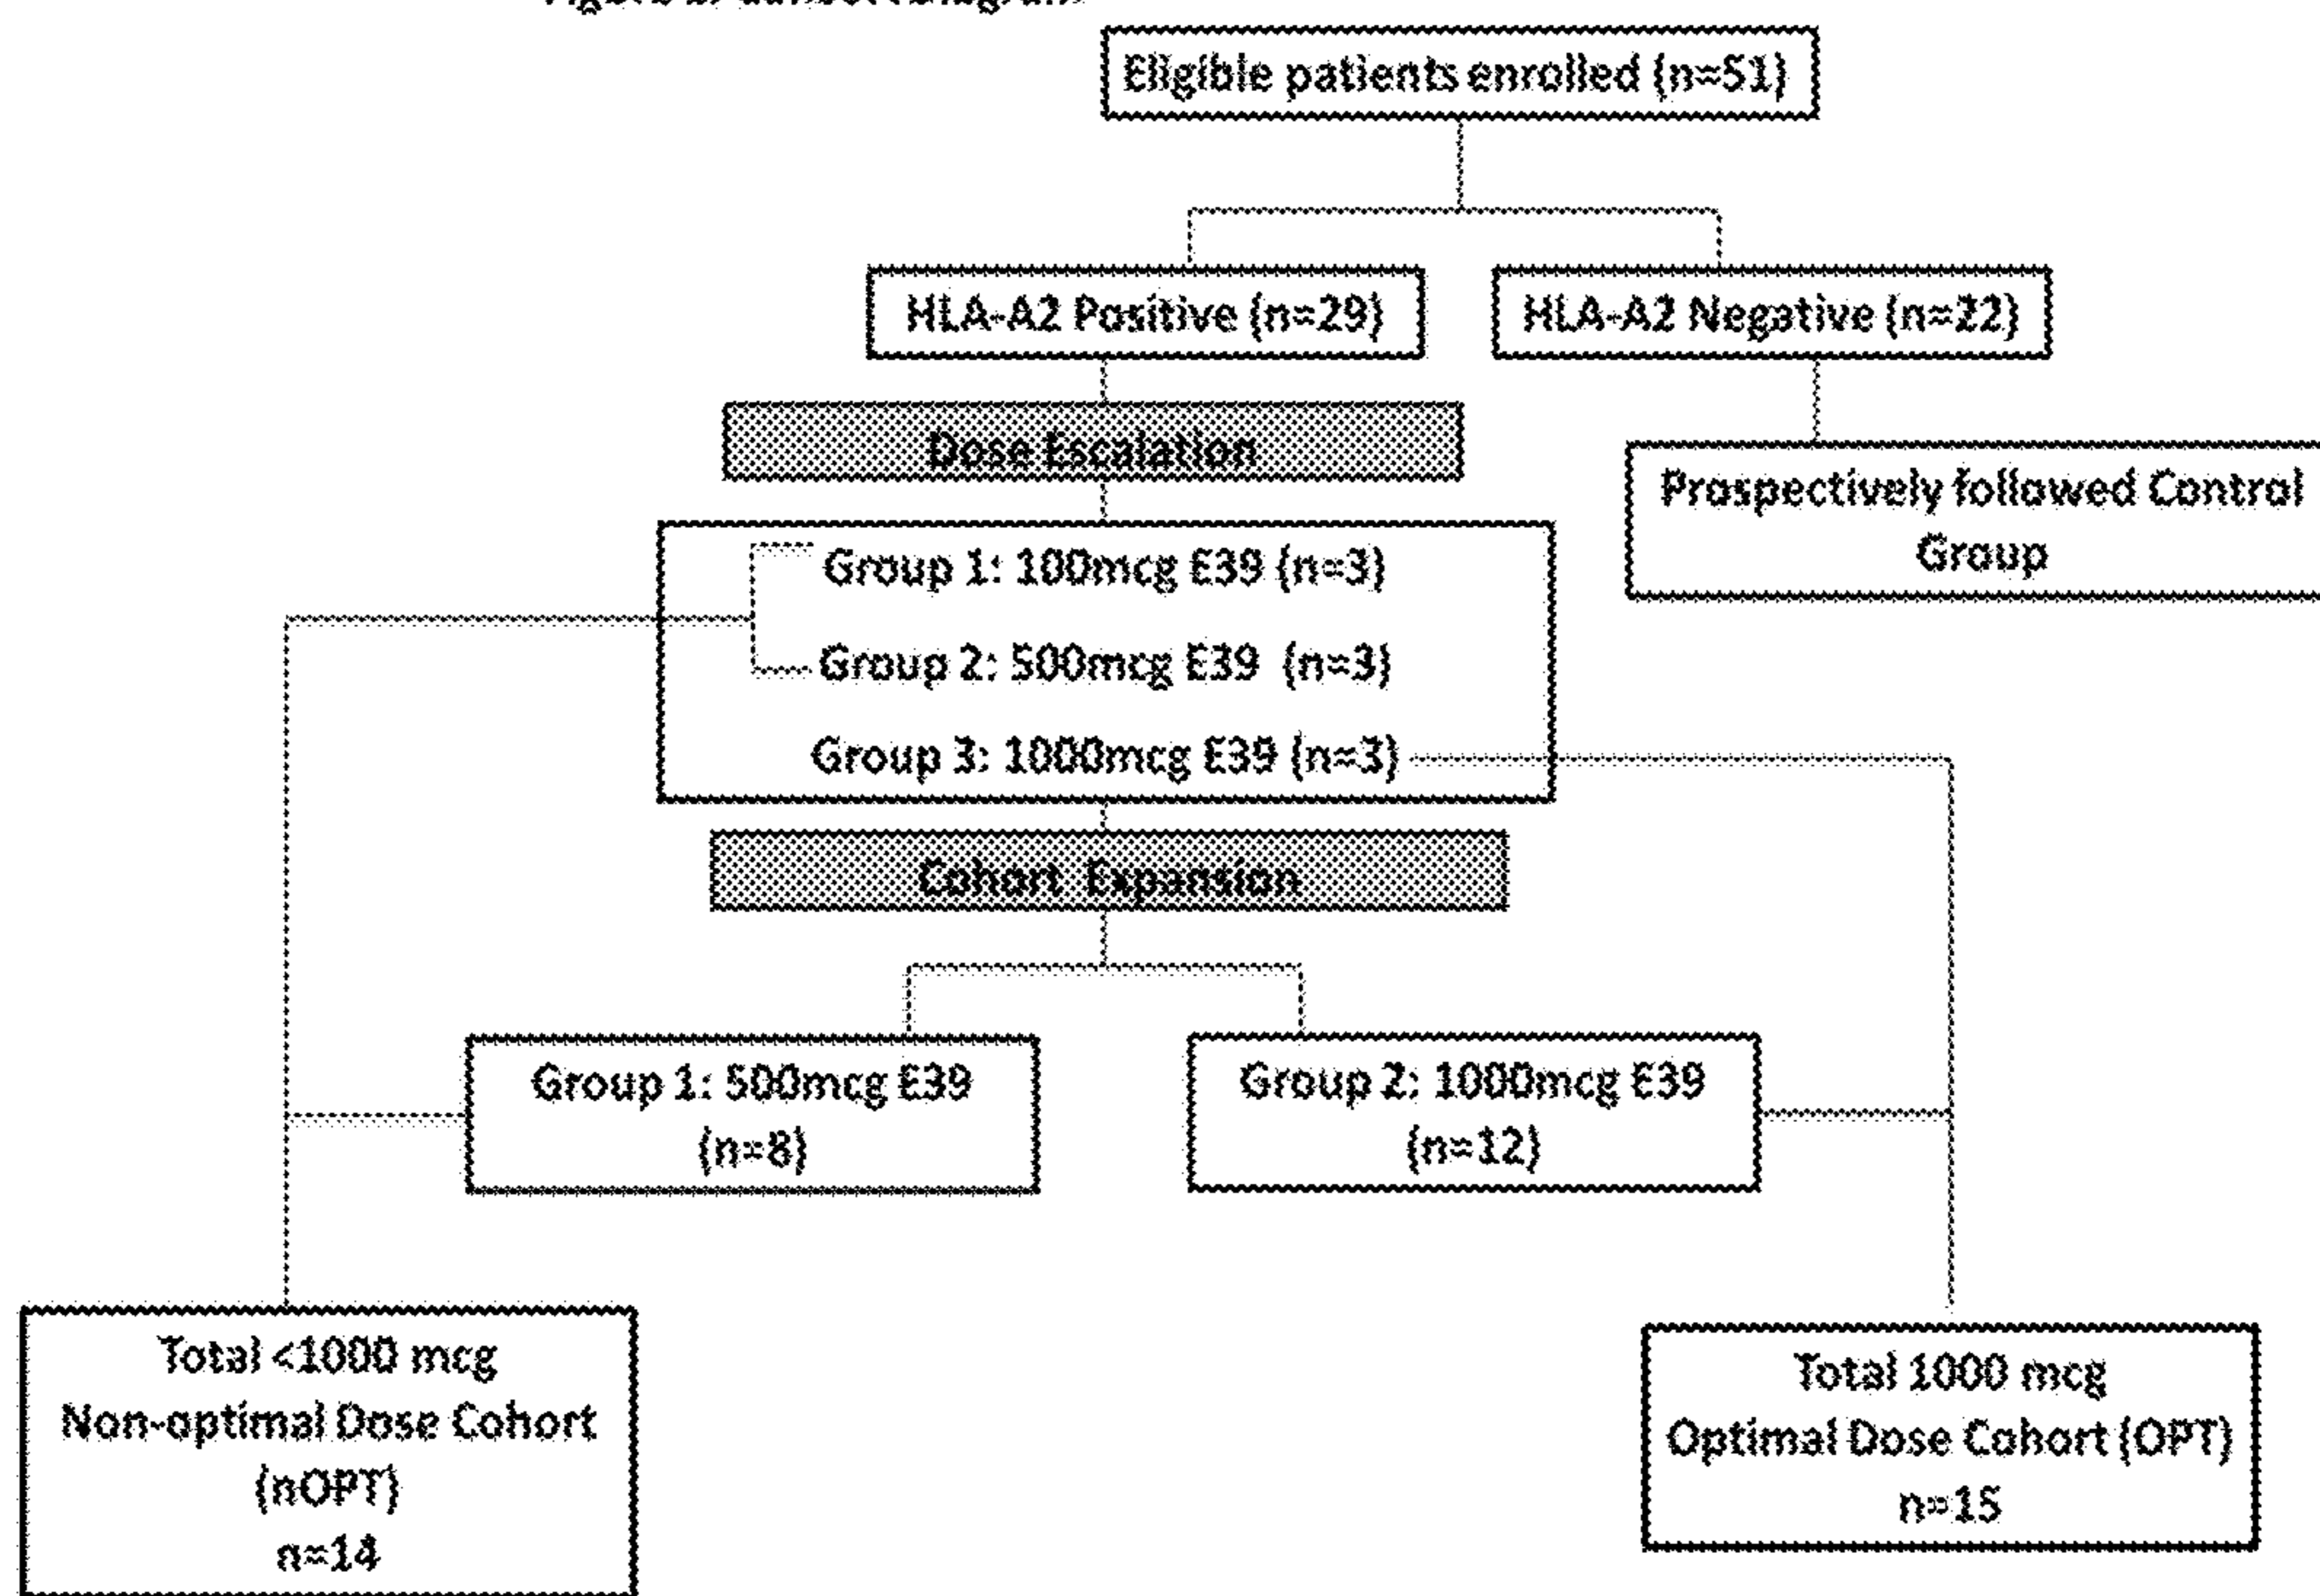 Eligible patients enrolled (n=51)
HLA-A2 Positive (n=29)
HLA-A2 Negative (n=22)
Dose Escalation
Prospectively followed Control
Group
Group 1: 100mcg E39 (n=3)
Group 2: 500mcg E39 (n=3)
Group 3: 1000mcg E39 (n=3)
Cohort Expansion
Group 1: 500mcg E39
(n=8)
Group 2: 1000mcg E39
(n=12)
Total <1000 mcg
Non-optimal Dose Cohort
(nOPT)
n=14
Total 1000 mcg
Optimal Dose Cohort (OPT)
n=15